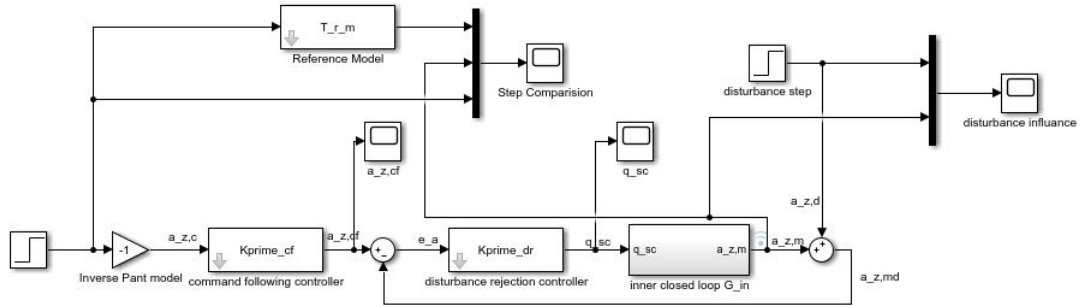 T_r_m
Reference Model
Step Comparision
disturbance step
disturbance influance
a_z,cf
q_sc
a_z,d
-1
Inverse Pant model
a_z,c
Kprime_cf
command following controller
a_z,cf
+
-
e_a
Kprime_dr
disturbance rejection controller
q_sc
q_sc
a_z,m
inner closed loop G_in
a_z,m
+
+
a_z,md